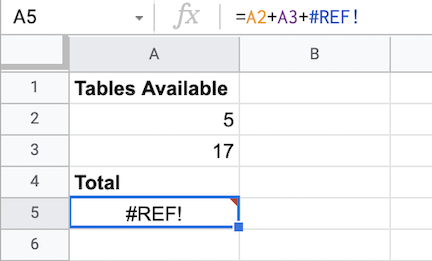 A5 fx =A2+A3+#REF!
A B
1 Tables Available
2 5
3 17
4 Total
5 #REF!
6